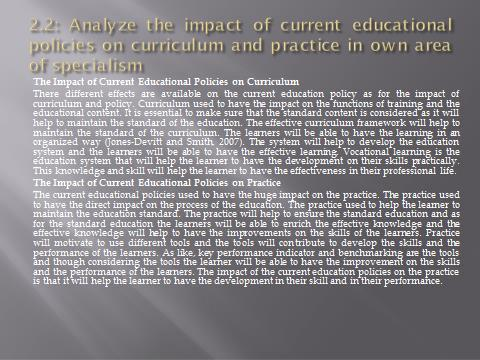 2.2: Analyze the impact of current educational
policies on curriculum and practice in own area
of specialism
The Impact of Current Educational Policies on Curriculum
There different effects are available on the current education policy as for the impact of
curriculum and policy. Curriculum used to have the impact on the functions of training and the
educational content. It is essential to make sure that the standard content is considered as it will
help to maintain the standard of the education. The effective curriculum framework will help to
maintain the standard of the curriculum. The learners will be able to have the learning in an
organized way (Jones-Devitt and Smith, 2007). The system will help to develop the education
system and the learners will be able to have the effective learning. Vocational learning is the
education system that will help the learner to have the development on their skills practically.
This knowledge and skill will help the learner to have the effectiveness in their professional life.
The Impact of Current Educational Policies on Practice
The current educational policies used to have the huge impact on the practice. The practice used
to have the direct impact on the process of the education. The practice used to help the learner to
maintain the education standard. The practice will help to ensure the standard education and as
for the standard education the learners will be able to enrich the effective knowledge and the
effective knowledge will help to have the improvements on the skills of the learners. Practice
will motivate to use different tools and the tools will contribute to develop the skills and the
performance of the learners. As like, key performance indicator and benchmarking are the tools
and though considering the tools the learner will be able to have the improvement on the skills
and the performance of the learners. The impact of the current education policies on the practice
is that it will help the learner to have the development in their skill and in their performance.